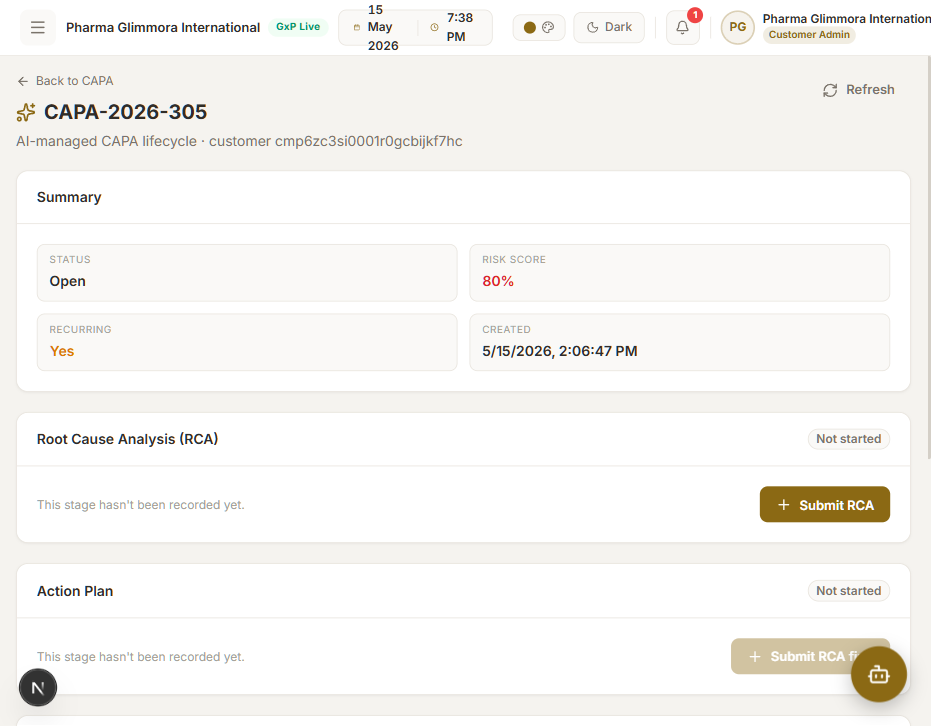 Pharma Glimmora International
GxP Live
15
May
2026
7:38
PM
Dark
1
PG
Pharma Glimmora Internation
Customer Admin
Back to CAPA
Refresh
CAPA-2026-305
AI-managed CAPA lifecycle · customer cmp6zc3si0001r0gcbijkf7hc
Summary
STATUS
Open
RISK SCORE
80%
RECURRING
Yes
CREATED
5/15/2026, 2:06:47 PM
Root Cause Analysis (RCA)
Not started
This stage hasn't been recorded yet.
Submit RCA
Action Plan
Not started
This stage hasn't been recorded yet.
Submit RCA fi
N